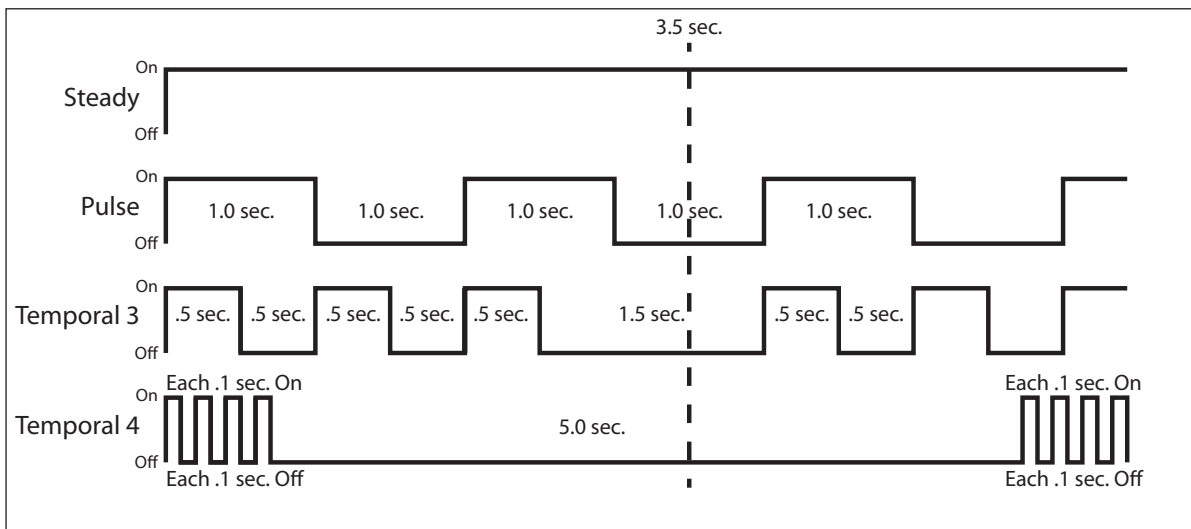 3.5 sec.
On
Steady
Off
On
Pulse
1.0 sec. 1.0 sec. 1.0 sec. 1.0 sec. 1.0 sec.
Off
On
Temporal 3
.5 sec. .5 sec. .5 sec. .5 sec. .5 sec. 1.5 sec. .5 sec. .5 sec.
Off
Each .1 sec. On Each .1 sec. On
On
Temporal 4
5.0 sec.
Off
Each .1 sec. Off Each .1 sec. Off